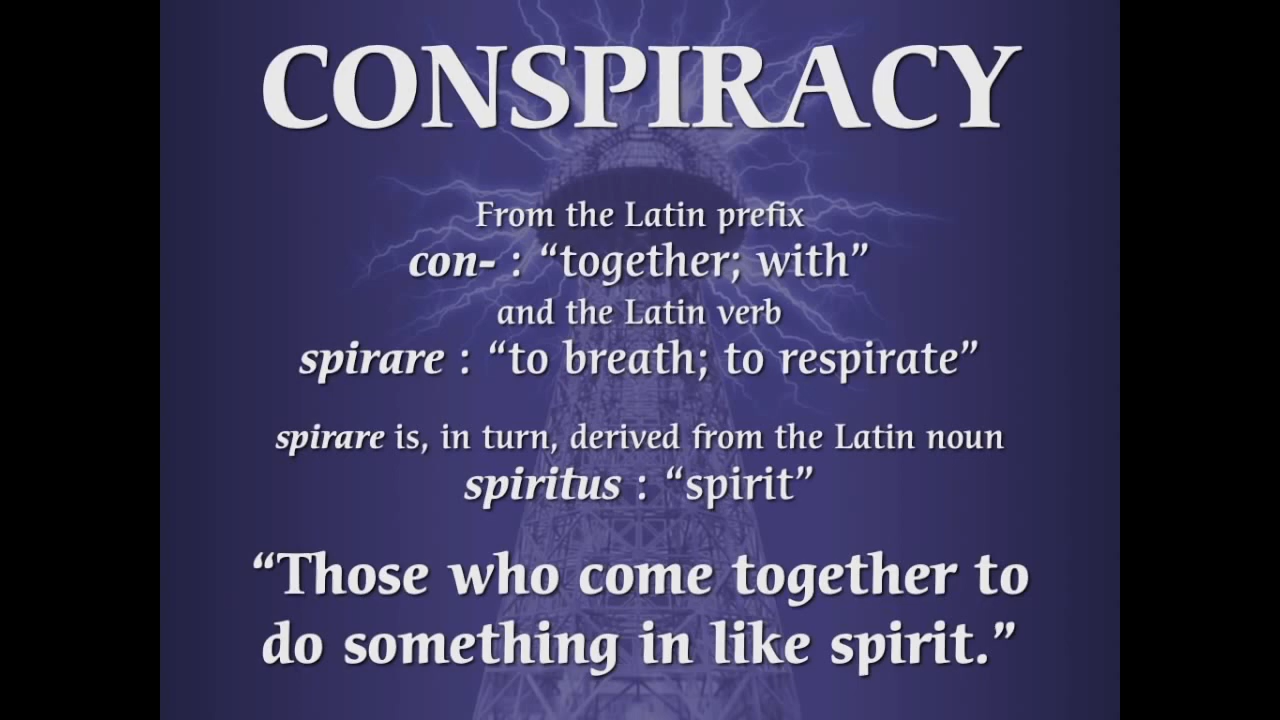 CONSPIRACY
From the Latin prefix
con- : “together; with”
and the Latin verb
spirare : “to breath; to respirate”
spirare is, in turn, derived from the Latin noun
spiritus : “spirit”
“Those who come together to
do something in like spirit.”